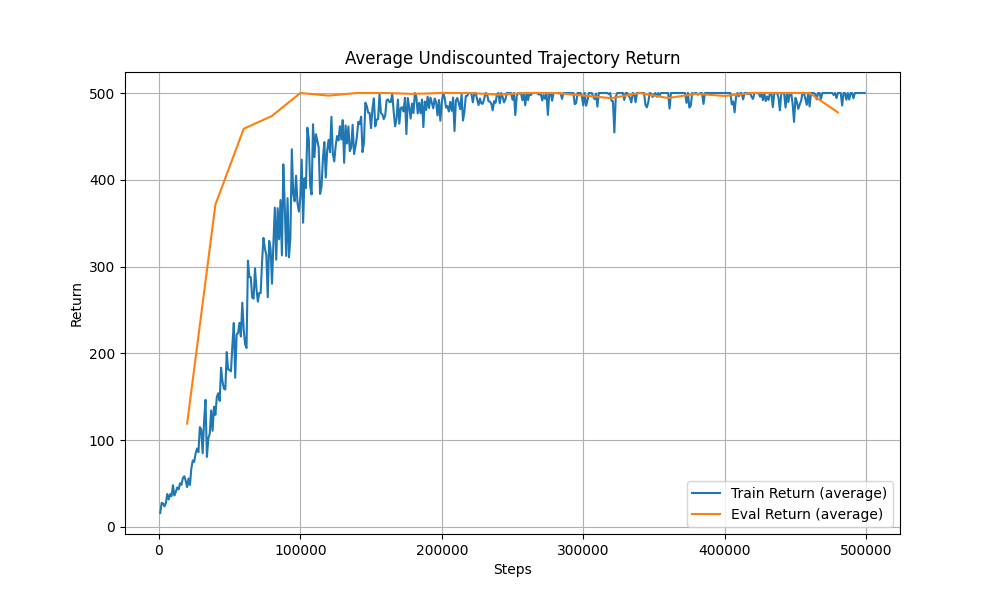 Average Undiscounted Trajectory Return
Return
500
400
300
200
100
0
Train Return (average)
Eval Return (average)
0 100000 200000 300000 400000 500000
Steps